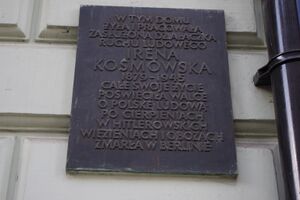 W TYM DOMU
ŻYŁA I PRACOWAŁA
ZASŁUŻONA DZIAŁACZKA
RUCHU LUDOWEGO
IRENA
KOSMOWSKA
1879-1945
CAŁE SWOJE ŻYCIE
POŚWIĘCIŁA WALCE
O POLSKĘ LUDOWĄ
PO CIERPIENIACH
W HITLEROWSKICH
WIĘZIENIACH I OBOZACH
ZMARŁA W BERLINIE